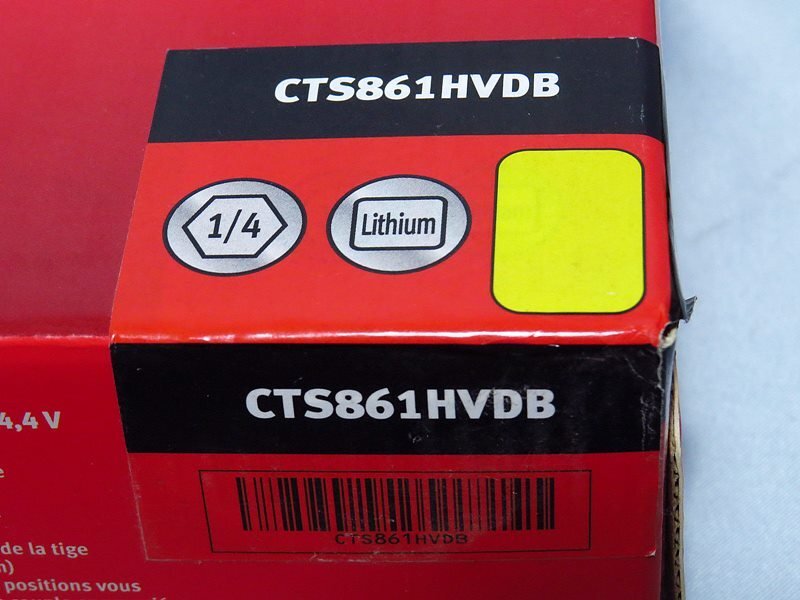 CTS861HVDB
1/4
Lithium
CTS861HVDB
4,4 V
CTS861HVDB
de la tige
positions vous